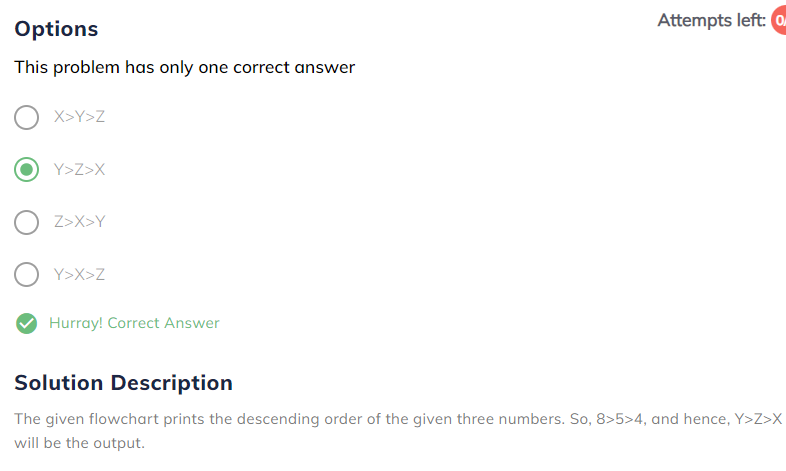 Options
Attempts left: 0
This problem has only one correct answer
X>Y>Z
Y>Z>X
Z>X>Y
Y>X>Z
Hurray! Correct Answer
Solution Description
The given flowchart prints the descending order of the given three numbers. So, 8>5>4, and hence, Y>Z>X
will be the output.